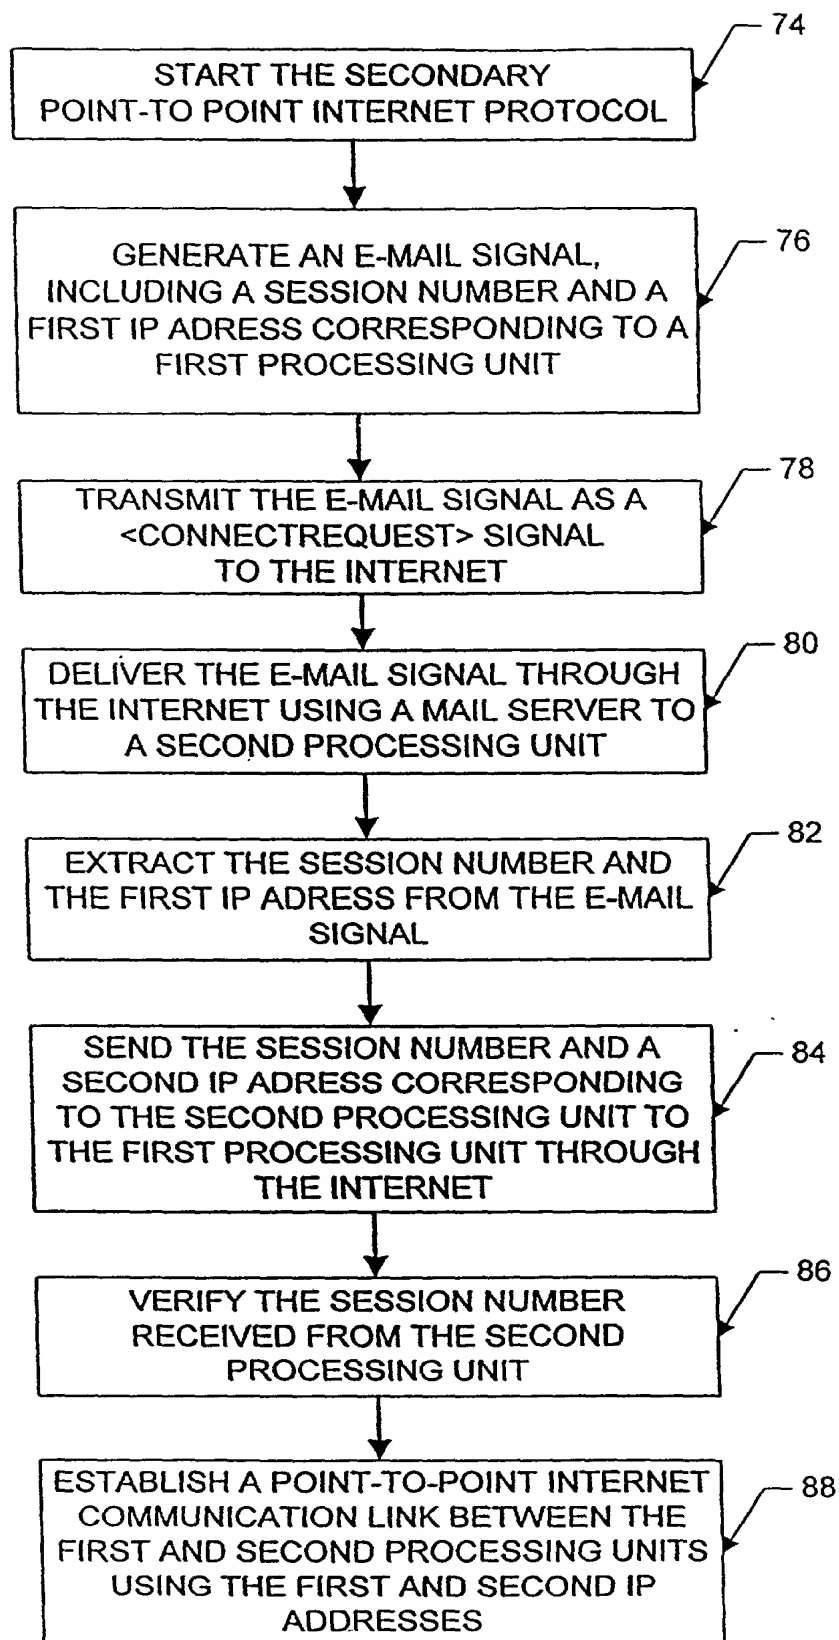 74
START THE SECONDARY
POINT-TO POINT INTERNET PROTOCOL
76
GENERATE AN E-MAIL SIGNAL,
INCLUDING A SESSION NUMBER AND A
FIRST IP ADRESS CORRESPONDING TO A
FIRST PROCESSING UNIT
78
TRANSMIT THE E-MAIL SIGNAL AS A
<CONNECTREQUEST> SIGNAL
TO THE INTERNET
80
DELIVER THE E-MAIL SIGNAL THROUGH
THE INTERNET USING A MAIL SERVER TO
A SECOND PROCESSING UNIT
82
EXTRACT THE SESSION NUMBER AND
THE FIRST IP ADRESS FROM THE E-MAIL
SIGNAL
84
SEND THE SESSION NUMBER AND A
SECOND IP ADRESS CORRESPONDING
TO THE SECOND PROCESSING UNIT TO
THE FIRST PROCESSING UNIT THROUGH
THE INTERNET
86
VERIFY THE SESSION NUMBER
RECEIVED FROM THE SECOND
PROCESSING UNIT
88
ESTABLISH A POINT-TO-POINT INTERNET
COMMUNICATION LINK BETWEEN THE
FIRST AND SECOND PROCESSING UNITS
USING THE FIRST AND SECOND IP
ADDRESSES